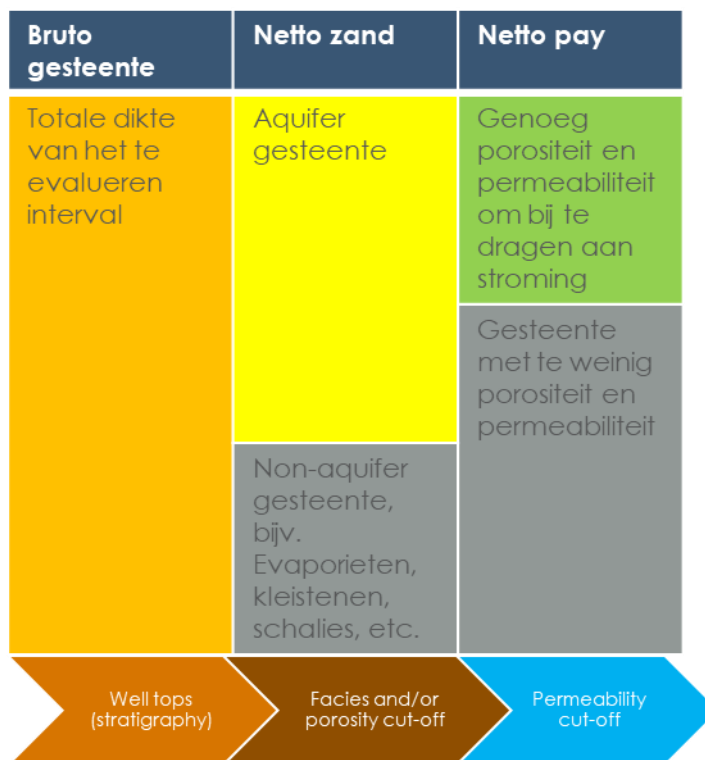 Bruto
gesteente
Netto zand
Netto pay
Totale dikte
van het te
evalueren
interval
Aquifer
gesteente
Non-aquifer
gesteente,
bijv.
Evaporieten,
kleistenen,
schalies, etc.
Genoeg
porositeit en
permeabiliteit
om bij te
dragen aan
stroming
Gesteente
met te weinig
porositeit en
permeabiliteit
Well tops
(stratigraphy)
Facies and/or
porosity cut-off
Permeability
cut-off